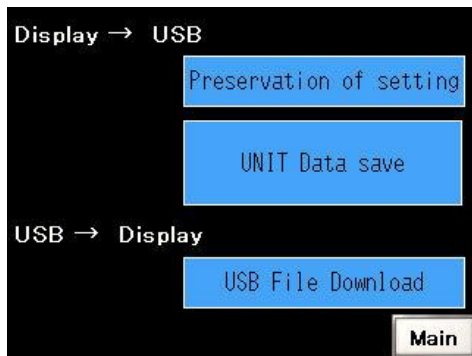 Display → USB
Preservation of setting
UNIT Data save
USB → Display
USB File Download
Main